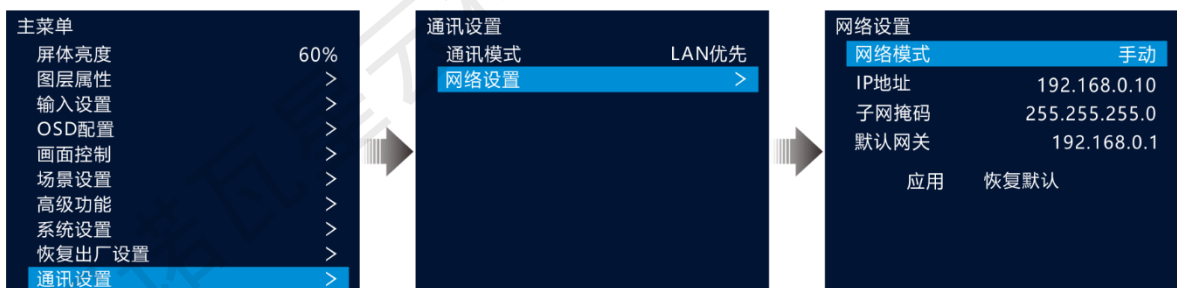 主菜单
屏体亮度 60%
图层属性 >
输入设置 >
OSD配置 >
画面控制 >
场景设置 >
高级功能 >
系统设置 >
恢复出厂设置 >
通讯设置 >
通讯设置
通讯模式 LAN优先
网络设置 >
网络设置
网络模式 手动
IP地址 192.168.0.10
子网掩码 255.255.255.0
默认网关 192.168.0.1
应用 恢复默认